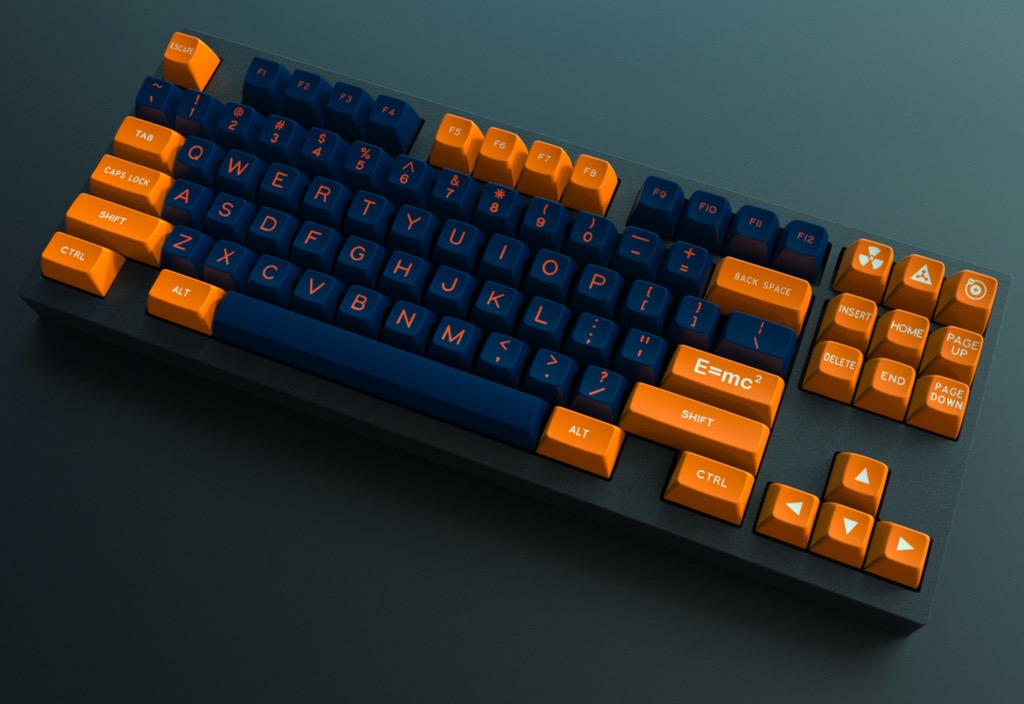 ESCAPE F1 F2 F3 F4 F5 F6 F7 F8 F9 F10 F11 F12
~ ! @ # $ % ^ & * ( ) — +
` 1 2 3 4 5 6 7 8 9 0 - =
BACK SPACE
TAB Q W E R T Y U I O P { } |
[ ] \
CAPS LOCK A S D F G H J K L : "
; '
E=mc²
SHIFT Z X C V B N M < > ? SHIFT
, . /
CTRL ALT ALT CTRL
INSERT HOME PAGE
UP
DELETE END PAGE
DOWN
▲
◀ ▼ ▶